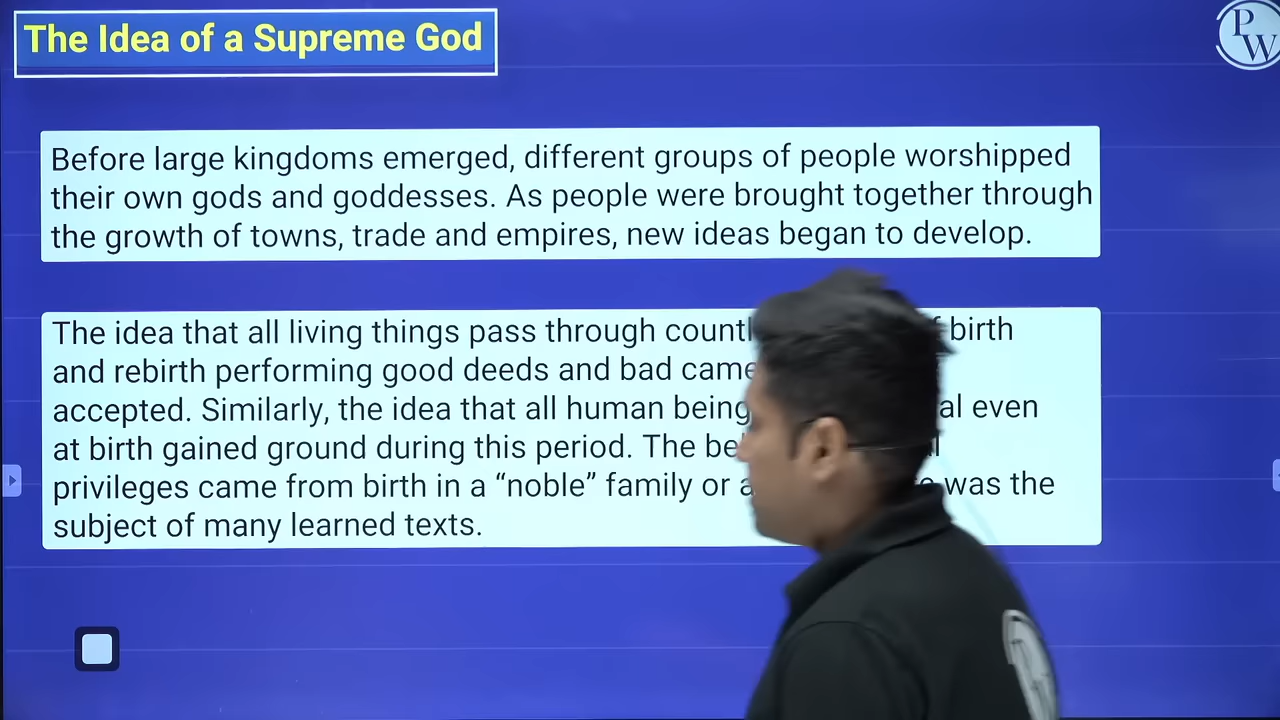 The Idea of a Supreme God
PW
Before large kingdoms emerged, different groups of people worshipped
their own gods and goddesses. As people were brought together through
the growth of towns, trade and empires, new ideas began to develop.
The idea that all living things pass through birth
and rebirth performing good deeds and bad came
accepted. Similarly, the idea that all human even
at birth gained ground during this period. The
privileges came from birth in a “noble” family or was the
subject of many learned texts.